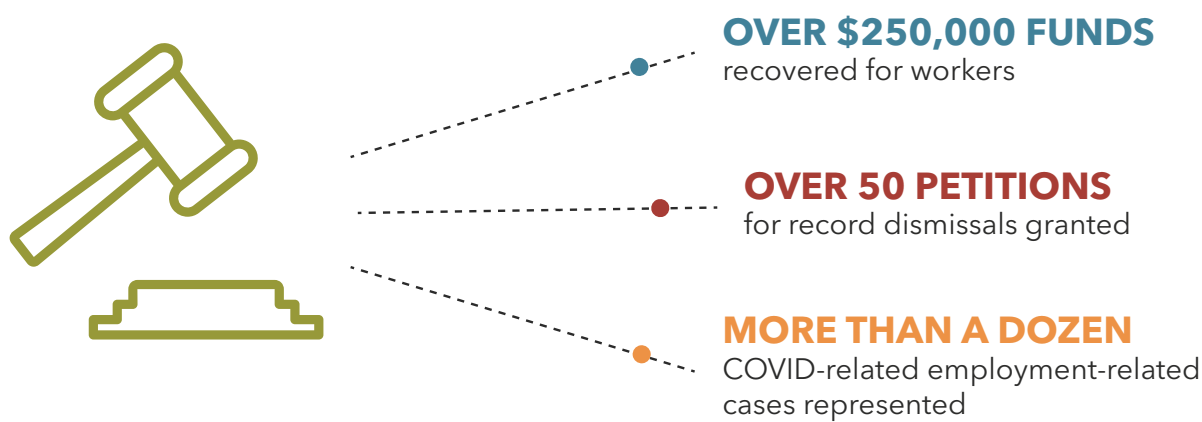 OVER $250,000 FUNDS
recovered for workers
OVER 50 PETITIONS
for record dismissals granted
MORE THAN A DOZEN
COVID-related employment-related
cases represented